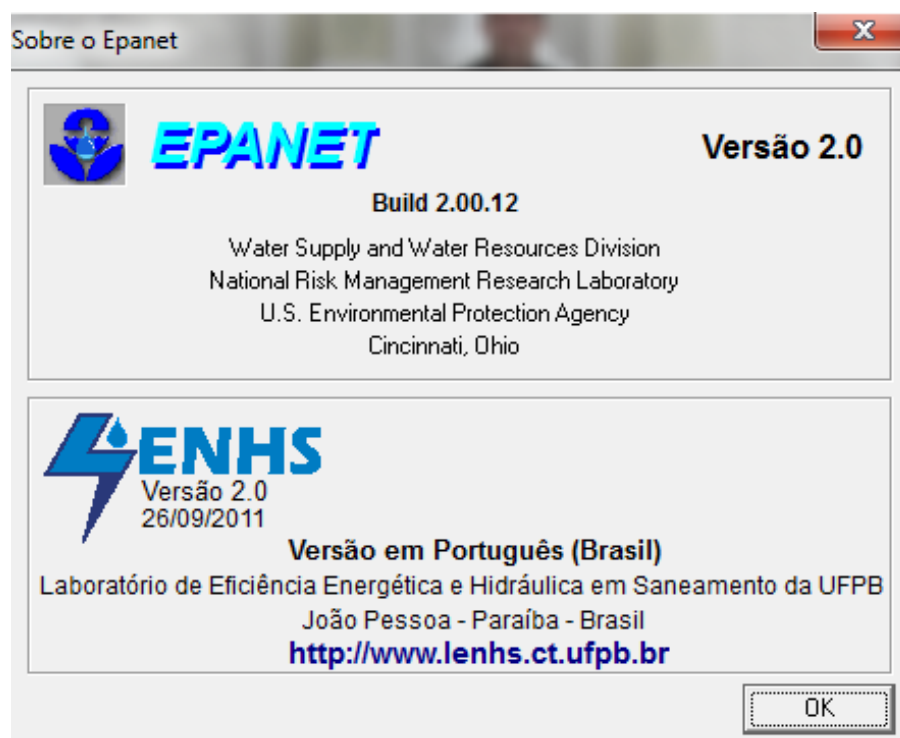 Sobre o Epanet
x
EPANET
Versão 2.0
Build 2.00.12
Water Supply and Water Resources Division
National Risk Management Research Laboratory
U.S. Environmental Protection Agency
Cincinnati, Ohio
LENHS
Versão 2.0
26/09/2011
Versão em Português (Brasil)
Laboratório de Eficiência Energética e Hidráulica em Saneamento da UFPB
João Pessoa - Paraíba - Brasil
http://www.lenhs.ct.ufpb.br
OK